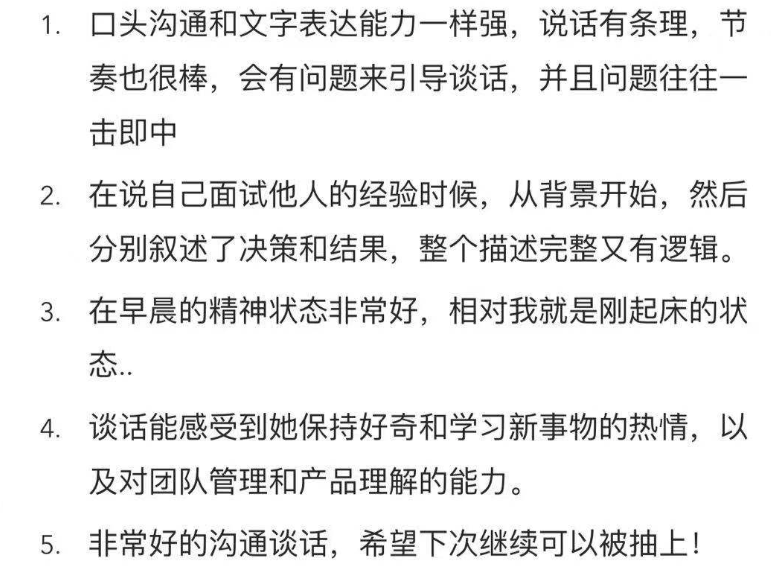 1. 口头沟通和文字表达能力一样强，说话有条理，节
奏也很棒，会有问题来引导谈话，并且问题往往一
击即中
2. 在说自己面试他人的经验时候，从背景开始，然后
分别叙述了决策和结果，整个描述完整又有逻辑。
3. 在早晨的精神状态非常好，相对我就是刚起床的状
态..
4. 谈话能感受到她保持好奇和学习新事物的热情，以
及对团队管理和产品理解的能力。
5. 非常好的沟通谈话，希望下次继续可以被抽上！